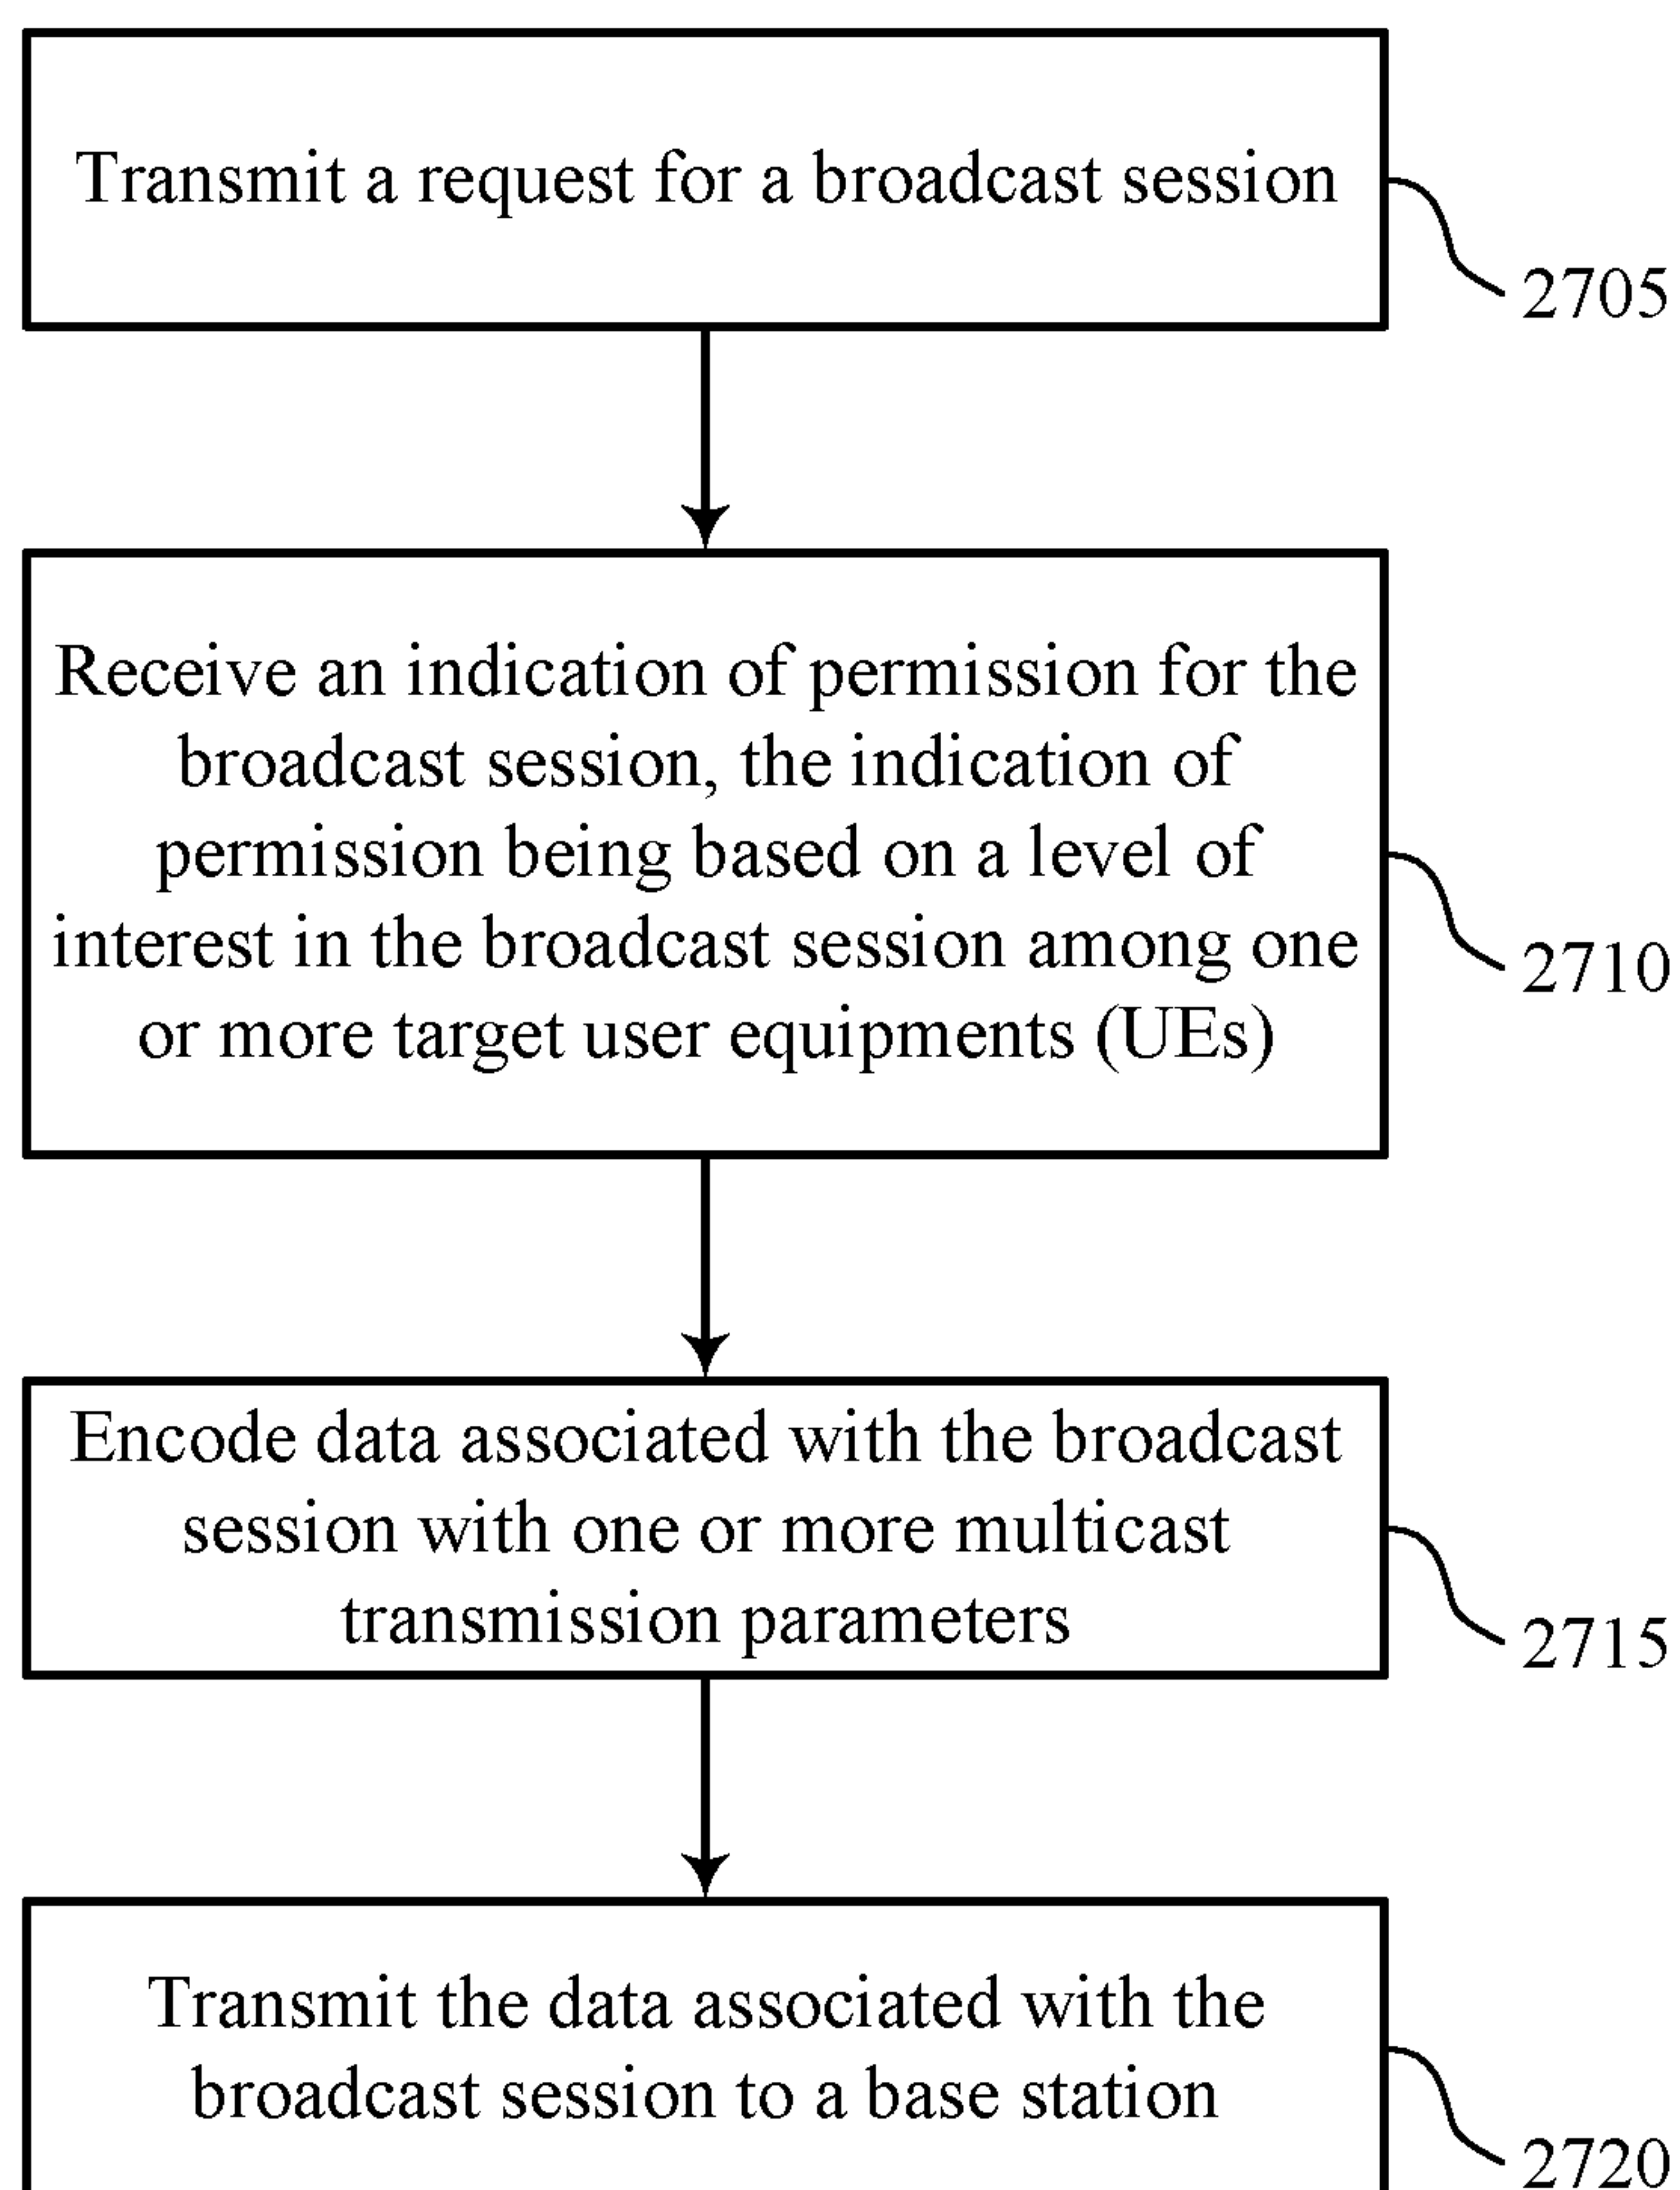 Transmit a request for a broadcast session
2705
Receive an indication of permission for the
broadcast session, the indication of
permission being based on a level of
interest in the broadcast session among one
or more target user equipments (UEs)
2710
Encode data associated with the broadcast
session with one or more multicast
transmission parameters
2715
Transmit the data associated with the
broadcast session to a base station
2720